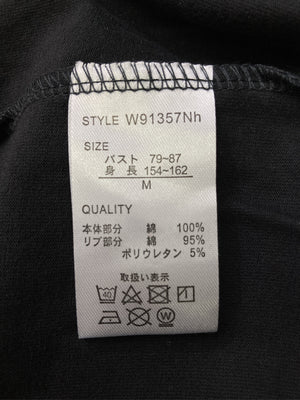 STYLE W91357Nh
SIZE
バスト 79~87
身 長 154~162
M
QUALITY
本体部分 綿 100%
リブ部分 綿 95%
ポリウレタン 5%
取扱い表示
40
W